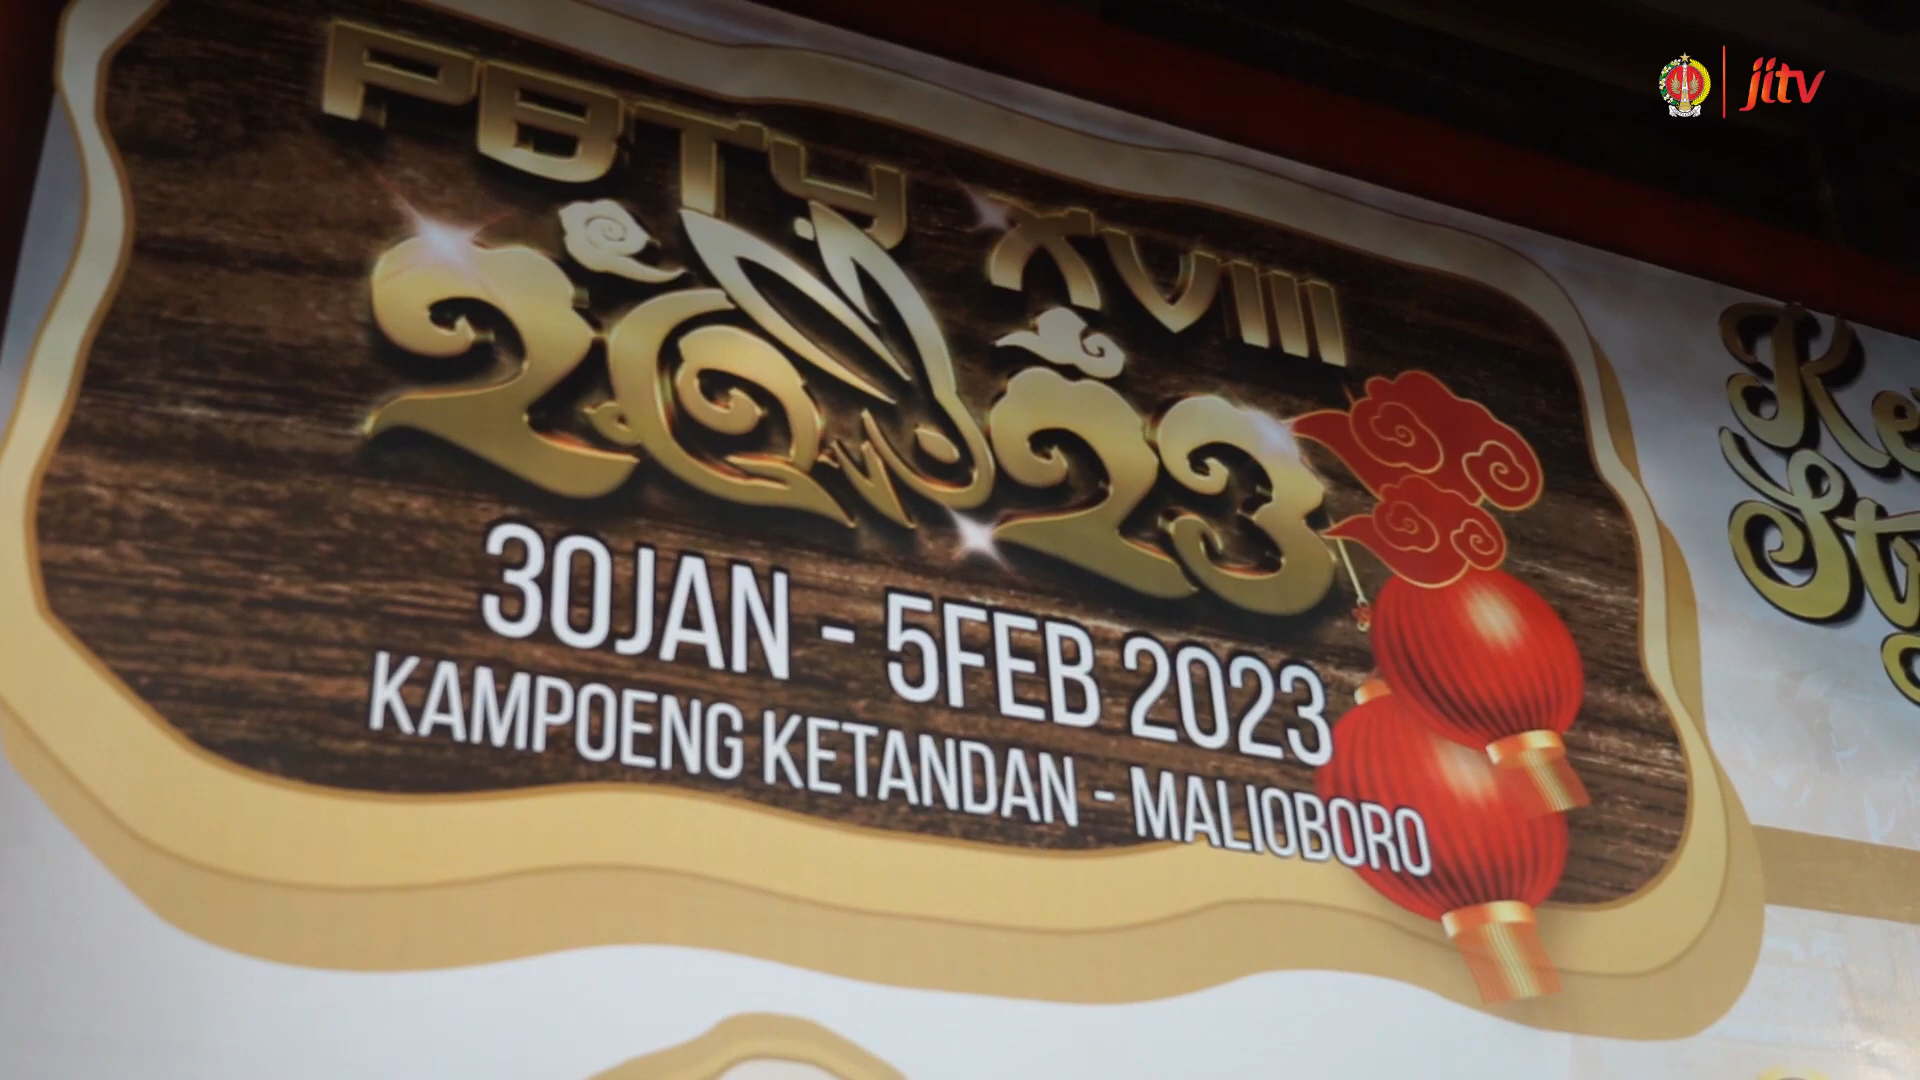 jitv
PBTY XVIII
2023
30JAN - 5FEB 2023
KAMPOENG KETANDAN - MALIOBORO